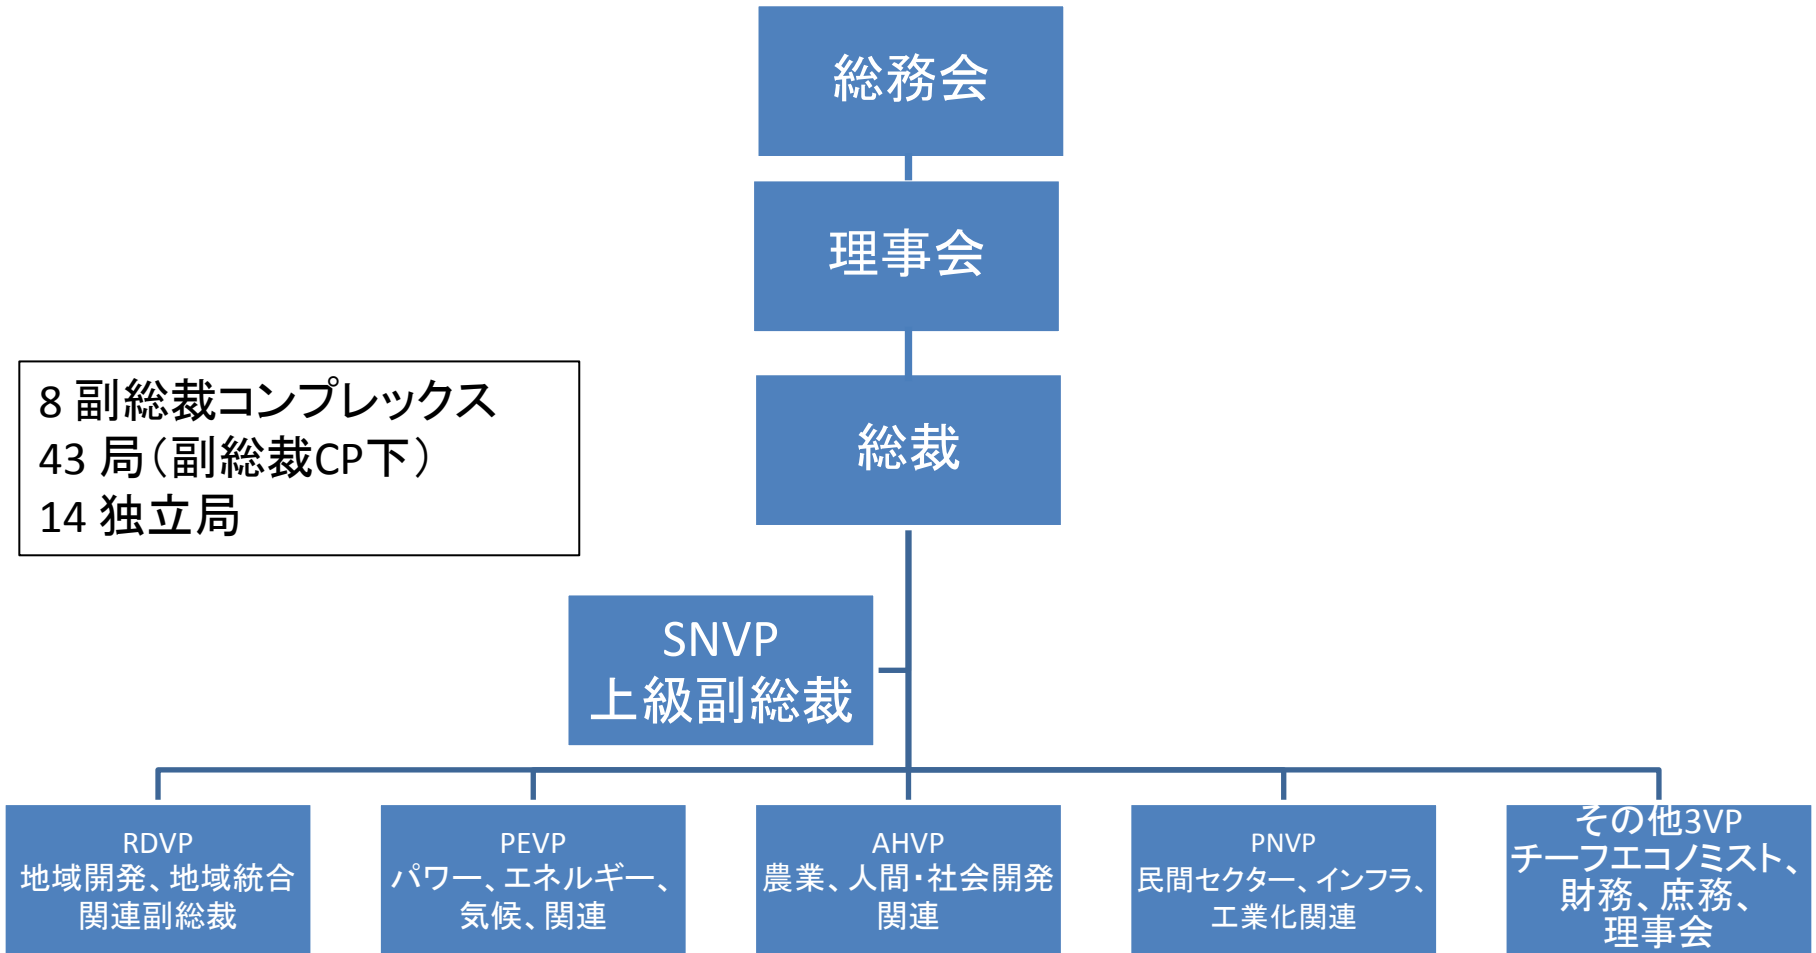 総務会
理事会
8 副総裁コンプレックス
43 局（副総裁CP下）
14 独立局
総裁
SNVP
上級副総裁
RDVP
地域開発、地域統合
関連副総裁
PEVP
パワー、エネルギー、
気候、関連
AHVP
農業、人間・社会開発
関連
PNVP
民間セクター、インフラ、
工業化関連
その他3VP
チーフエコノミスト、
財務、庶務、
理事会